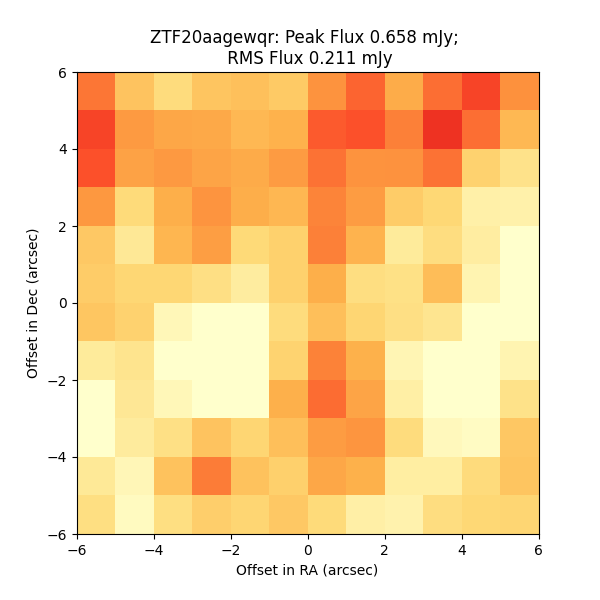 ZTF20aagewqr: Peak Flux 0.658 mJy;
RMS Flux 0.211 mJy
6
4
2
0
−2
−4
−6
Offset in Dec (arcsec)
−6 −4 −2 0 2 4 6
Offset in RA (arcsec)